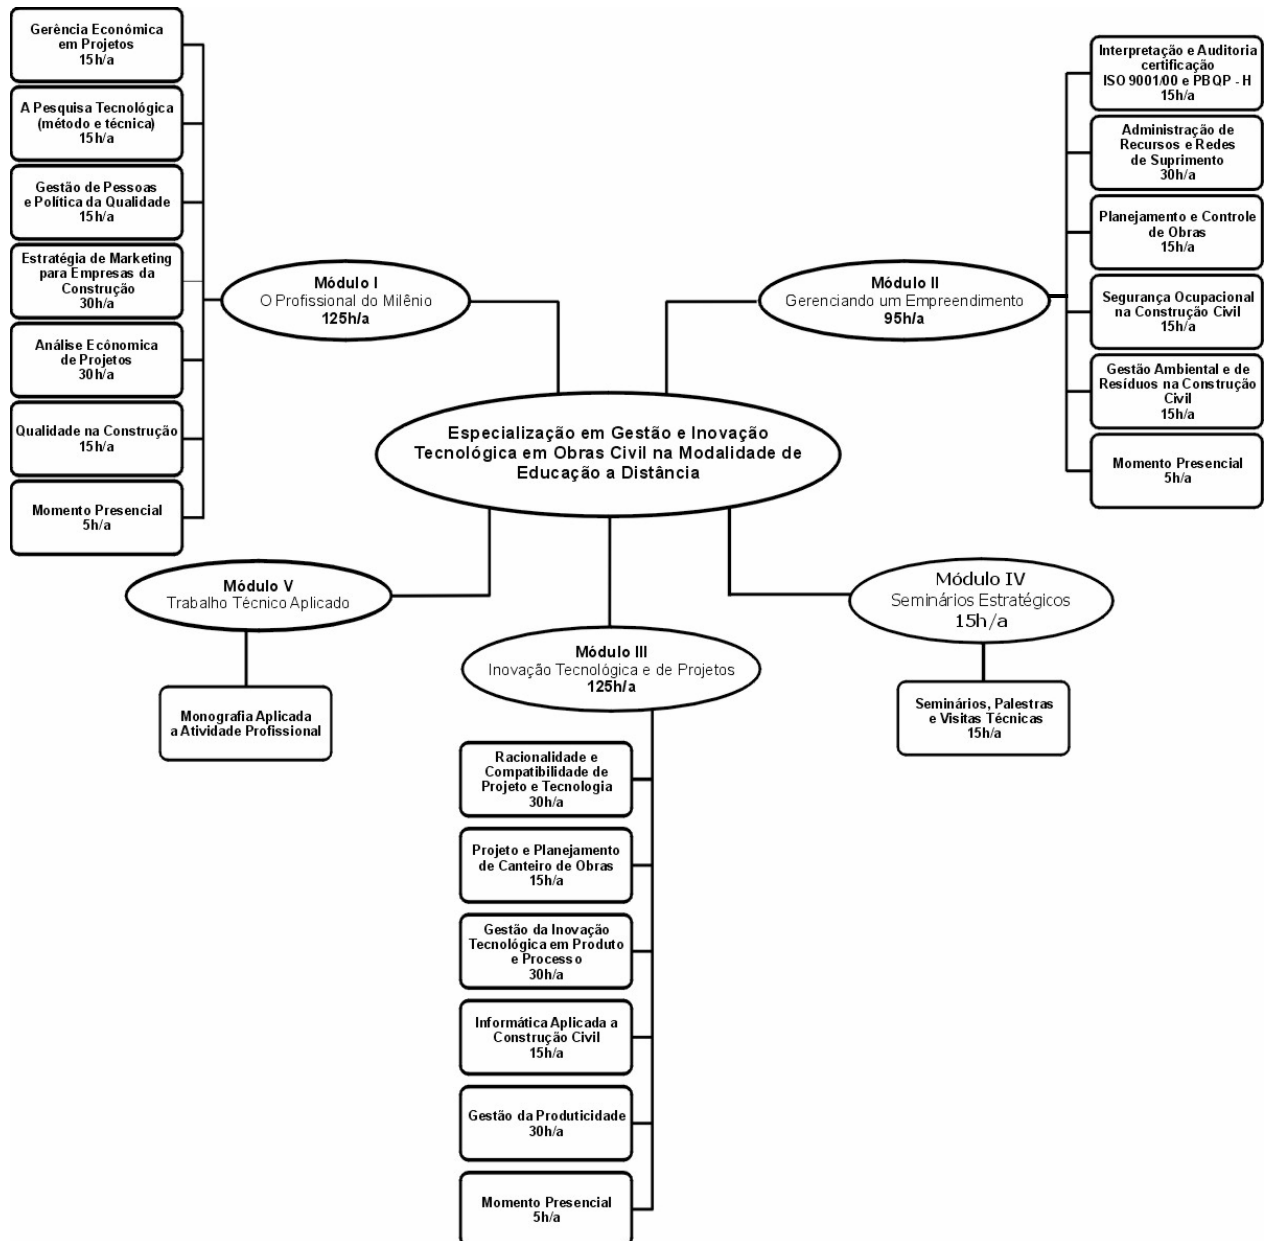 Gerência Econômica
em Projetos
15h/a
A Pesquisa Tecnológica
(método e técnica)
15h/a
Gestão de Pessoas
e Política da Qualidade
15h/a
Estratégia de Marketing
para Empresas da
Construção
30h/a
Análise Ecónomica
de Projetos
30h/a
Qualidade na Construção
15h/a
Momento Presencial
5h/a
Módulo I
O Profissional do Milênio
125h/a
Módulo II
Gerenciando um Empreendimento
95h/a
Interpretação e Auditoria
certificação
ISO 9001/00 e PBQP - H
15h/a
Administração de
Recursos e Redes
de Suprimento
30h/a
Planejamento e Controle
de Obras
15h/a
Segurança Ocupacional
na Construção Civil
15h/a
Gestão Ambiental e de
Resíduos na Construção
Civil
15h/a
Momento Presencial
5h/a
Especialização em Gestão e Inovação
Tecnológica em Obras Civil na Modalidade de
Educação a Distância
Módulo V
Trabalho Técnico Aplicado
Monografia Aplicada
a Atividade Profissional
Módulo III
Inovação Tecnológica e de Projetos
125h/a
Racionalidade e
Compatibilidade de
Projeto e Tecnologia
30h/a
Projeto e Planejamento
de Canteiro de Obras
15h/a
Gestão da Inovação
Tecnológica em Produto
e Processo
30h/a
Informática Aplicada a
Construção Civil
15h/a
Gestão da Produticidade
30h/a
Momento Presencial
5h/a
Módulo IV
Seminários Estratégicos
15h/a
Seminários, Palestras
e Visitas Técnicas
15h/a